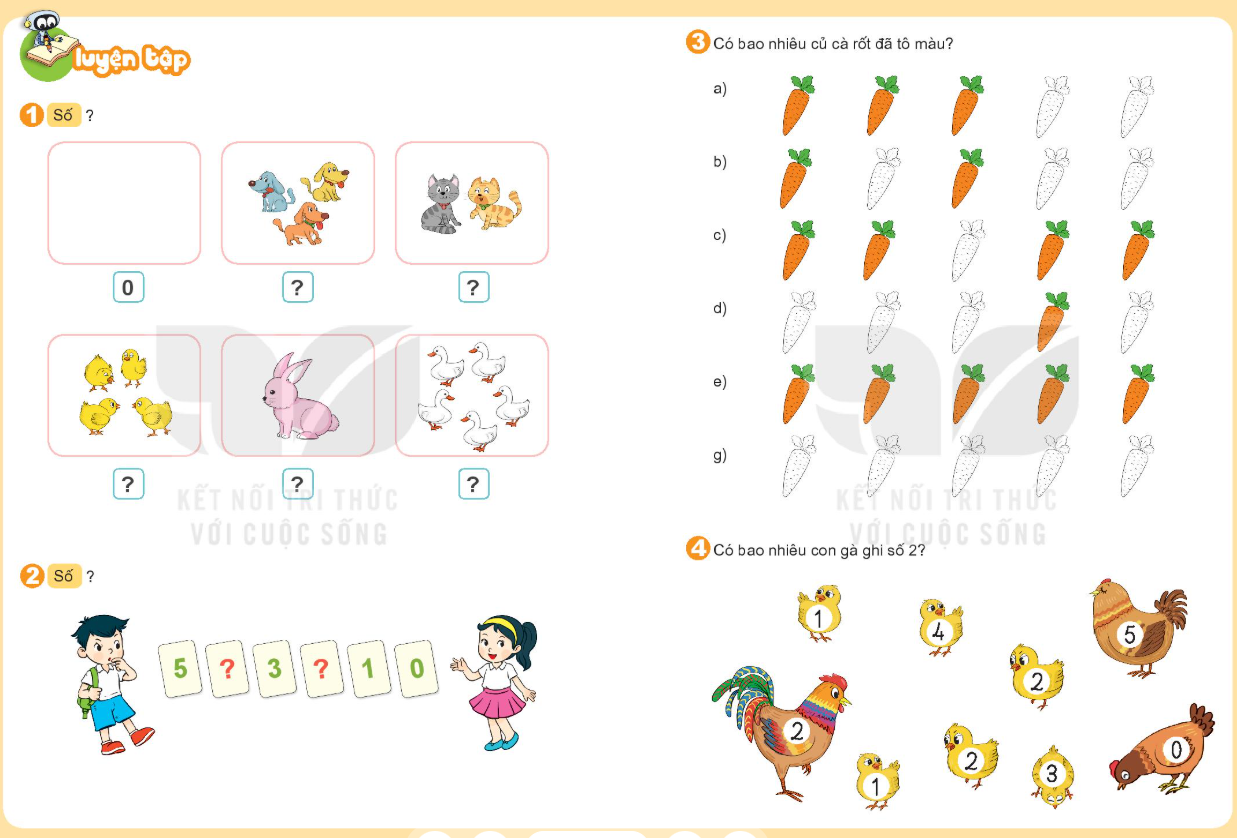 luyện tập
1 Số ?
0 ? ?
? ? ?
2 Số ?
5 ? 3 ? 1 0
3 Có bao nhiêu củ cà rốt đã tô màu?
a)
b)
c)
d)
e)
g)
4 Có bao nhiêu con gà ghi số 2?
1
4
5
2
2
2
0
3
1
KẾT NỐI TRI THỨC
VỚI CUỘC SỐNG
KẾT NỐI TRI THỨC
VỚI CUỘC SỐNG